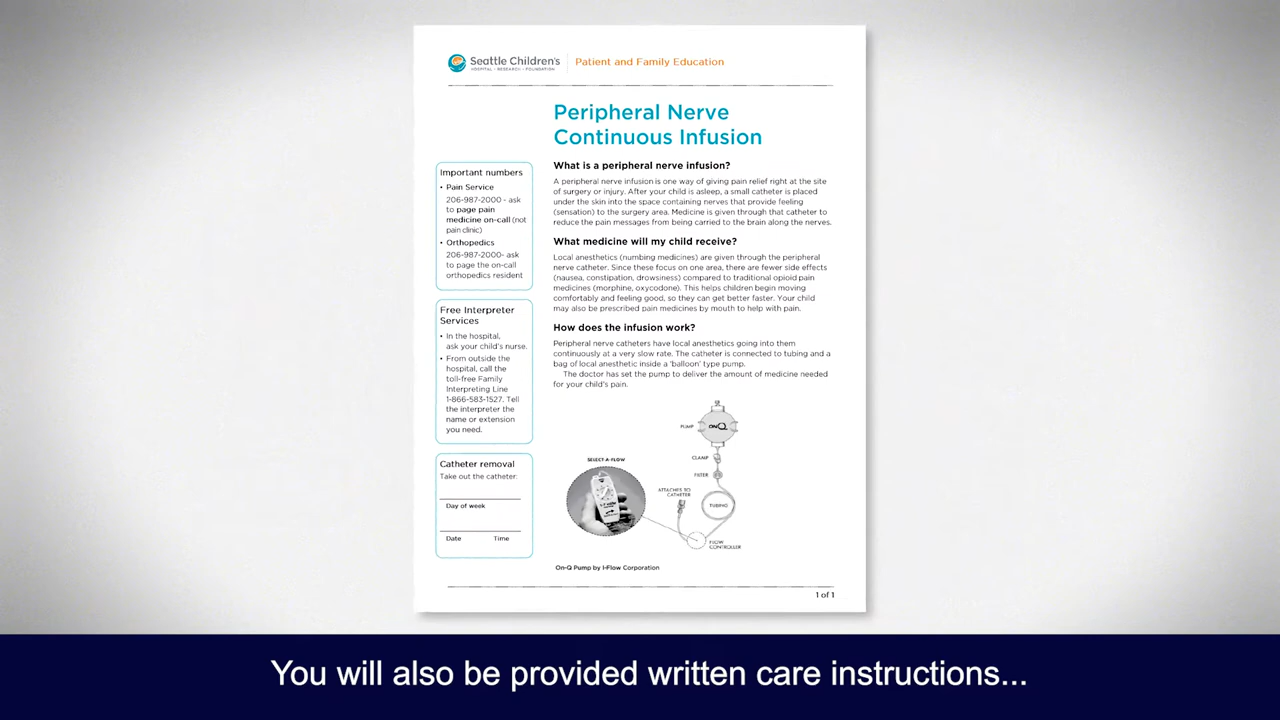 Seattle Children's
HOSPITAL • RESEARCH • FOUNDATION
Patient and Family Education
Peripheral Nerve
Continuous Infusion
Important numbers
• Pain Service
206-987-2000 - ask
to page pain
medicine on-call (not
pain clinic)
• Orthopedics
206-987-2000- ask
to page the on-call
orthopedics resident
Free Interpreter
Services
• In the hospital,
ask your child's nurse.
• From outside the
hospital, call the
toll-free Family
Interpreting Line
1-866-583-1527. Tell
the interpreter the
name or extension
you need.
Catheter removal
Take out the catheter:
Day of week
Date Time
What is a peripheral nerve infusion?
A peripheral nerve infusion is one way of giving pain relief right at the site
of surgery or injury. After your child is asleep, a small catheter is placed
under the skin into the space containing nerves that provide feeling
(sensation) to the surgery area. Medicine is given through that catheter to
reduce the pain messages from being carried to the brain along the nerves.
What medicine will my child receive?
Local anesthetics (numbing medicines) are given through the peripheral
nerve catheter. Since these focus on one area, there are fewer side effects
(nausea, constipation, drowsiness) compared to traditional opioid pain
medicines (morphine, oxycodone). This helps children begin moving
comfortably and feeling good, so they can get better faster. Your child
may also be prescribed pain medicines by mouth to help with pain.
How does the infusion work?
Peripheral nerve catheters have local anesthetics going into them
continuously at a very slow rate. The catheter is connected to tubing and a
bag of local anesthetic inside a 'balloon' type pump.
The doctor has set the pump to deliver the amount of medicine needed
for your child's pain.
PUMP
ON-Q
CLAMP
SELECT-A-FLOW
FILTER
ATTACHES TO
CATHETER
TUBING
FLOW
CONTROLLER
On-Q Pump by I-Flow Corporation
1 of 1
You will also be provided written care instructions...